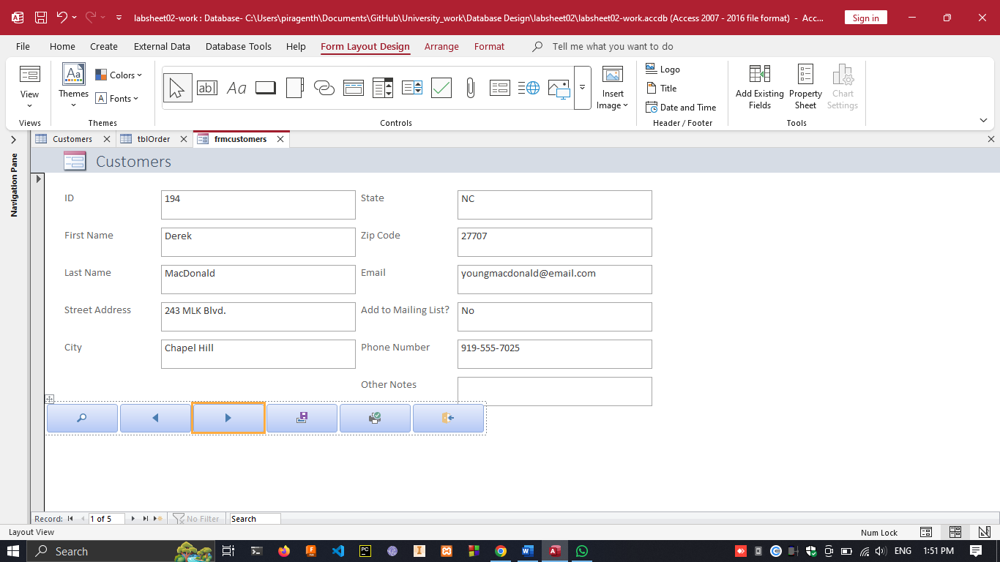 labsheet02-work : Database- C:\Users\piragenth\Documents\GitHub\University_work\Database Design\labsheet02\labsheet02-work.accdb (Access 2007 - 2016 file format) - Acc...
Sign in
File Home Create External Data Database Tools Help Form Layout Design Arrange Format Tell me what you want to do
View
Views
Aa
Themes
Colors
Fonts
Themes
ab
Aa
Controls
Insert Image
Logo
Title
Date and Time
Header / Footer
Add Existing Fields
Property Sheet
Chart Settings
Tools
Navigation Pane
Customers tblOrder frmcustomers
Customers
ID 194 State NC
First Name Derek Zip Code 27707
Last Name MacDonald Email youngmacdonald@email.com
Street Address 243 MLK Blvd. Add to Mailing List? No
City Chapel Hill Phone Number 919-555-7025
Other Notes
Record: 1 of 5 No Filter Search
Layout View Num Lock
Search
ENG 1:51 PM